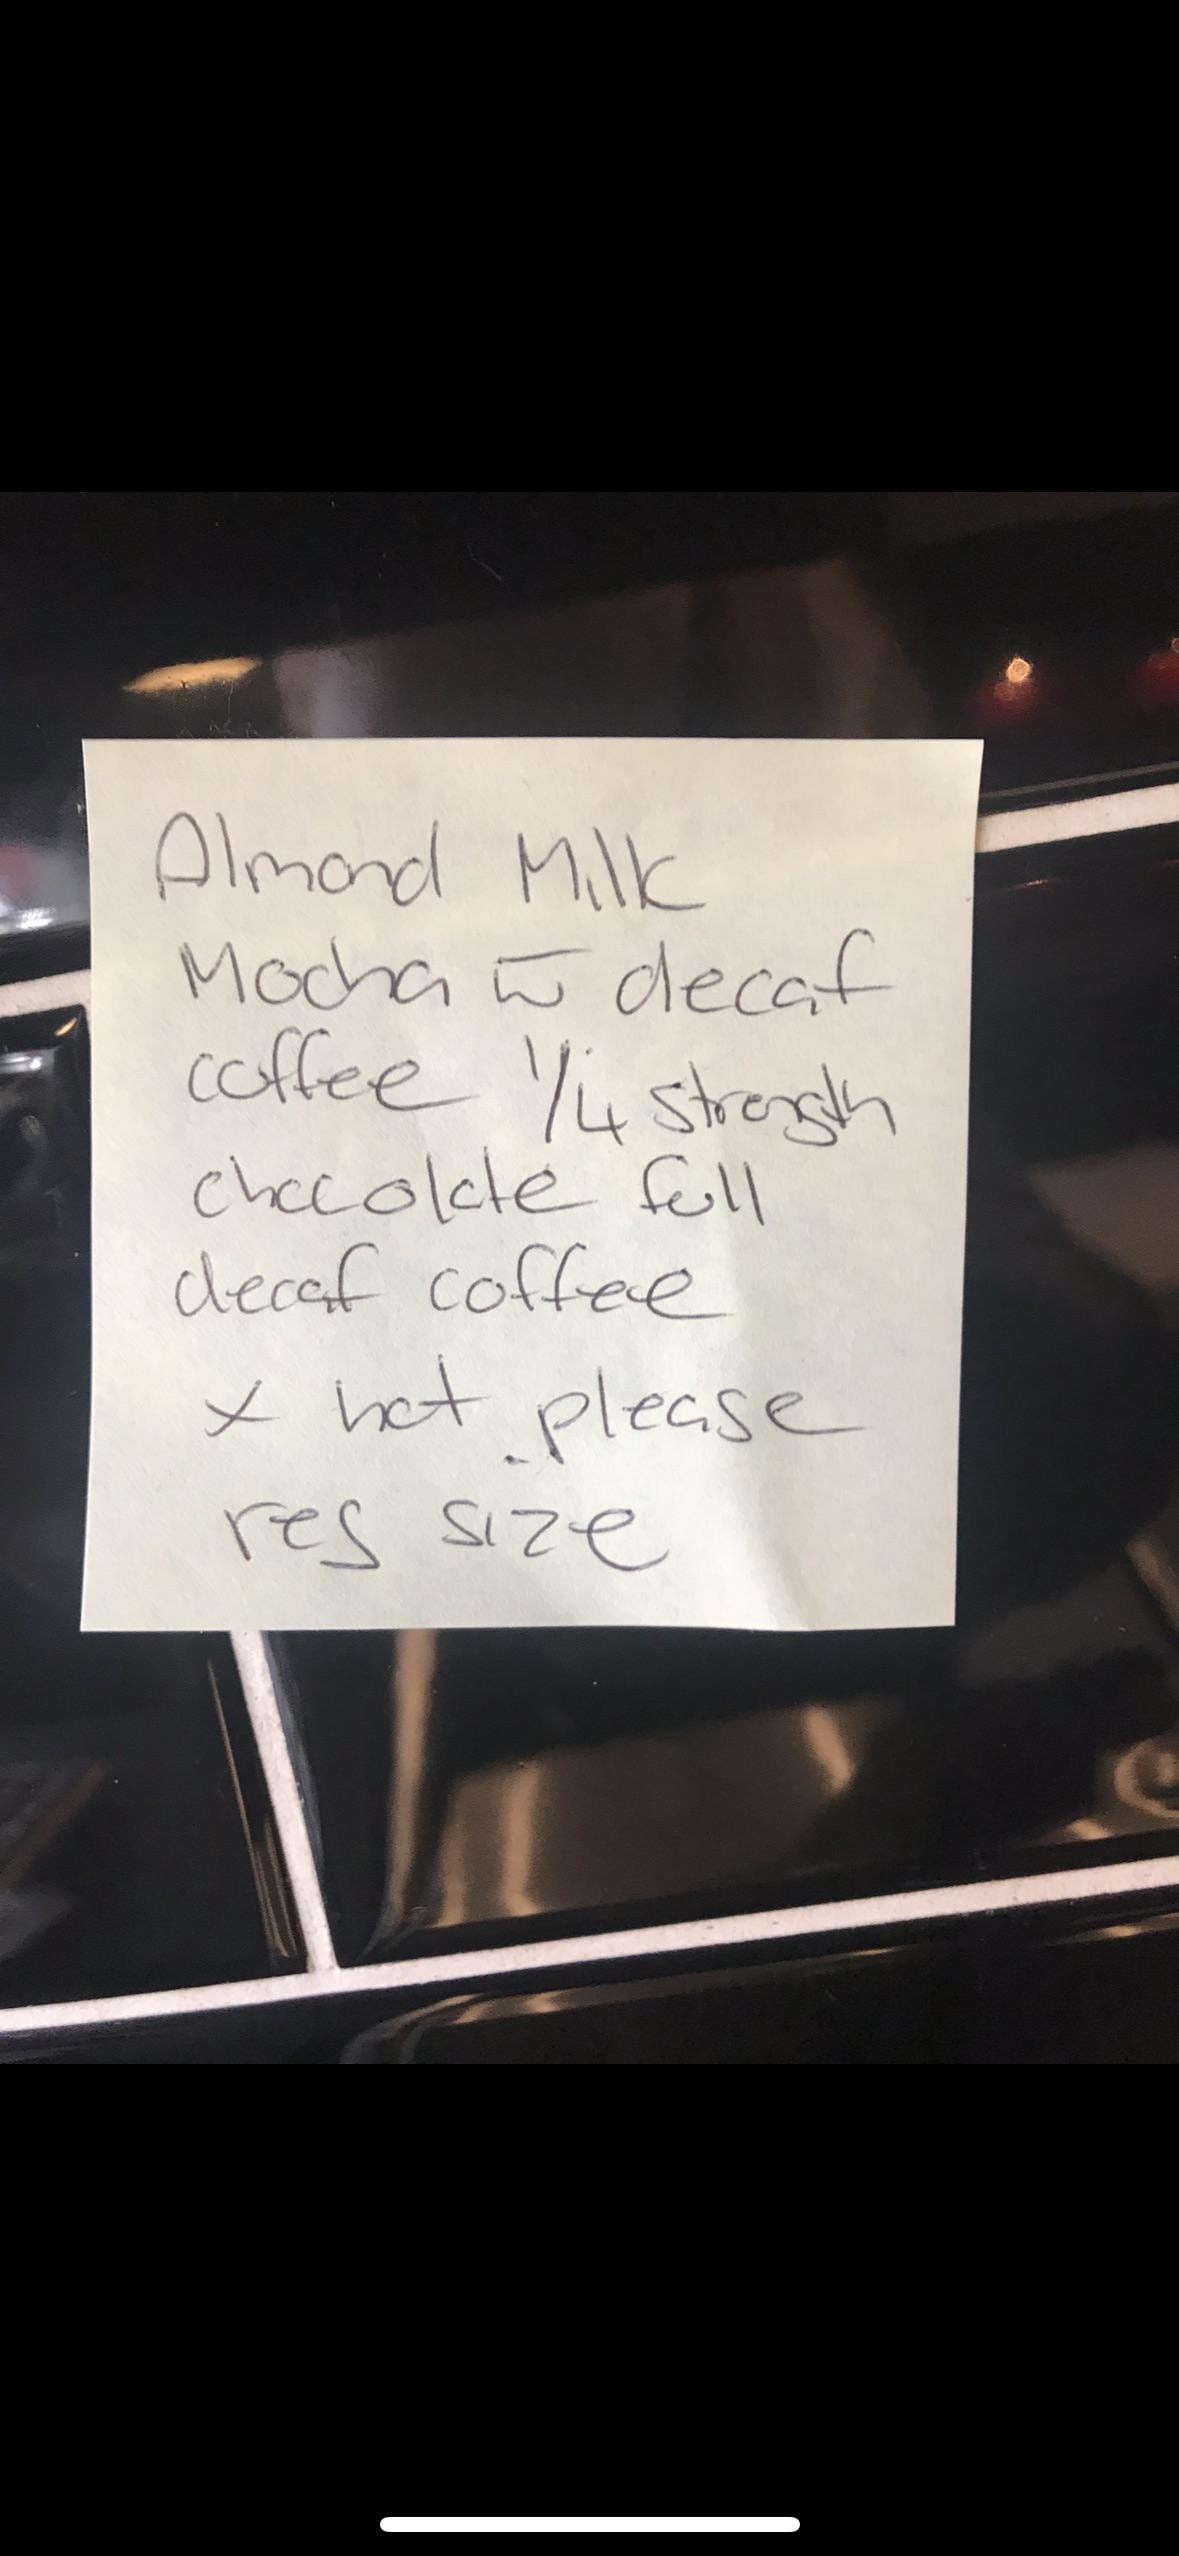 Almond Milk
Mocha w̅ decaf
coffee 1/4 strength
chocolate full
decaf coffee
x hot please
reg size